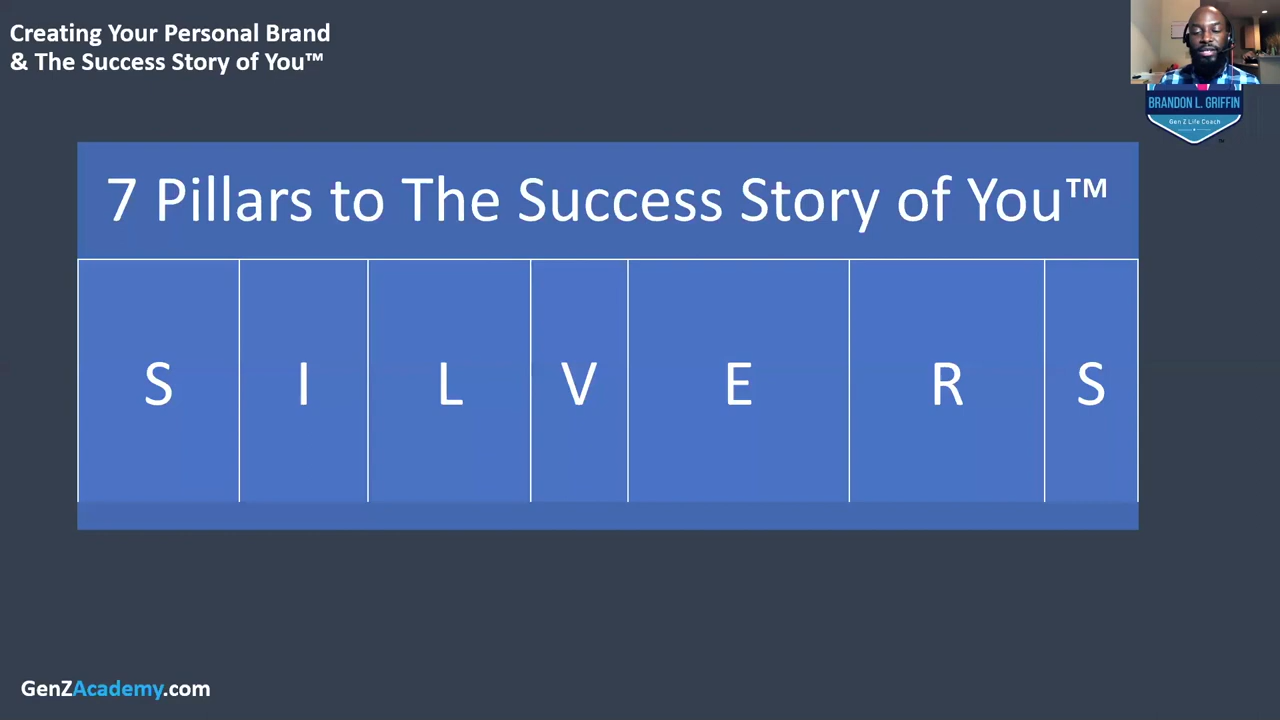 Creating Your Personal Brand
& The Success Story of You™
BRANDON L. GRIFFIN
Gen Z Life Coach
7 Pillars to The Success Story of You™
S I L V E R S
GenZAcademy.com